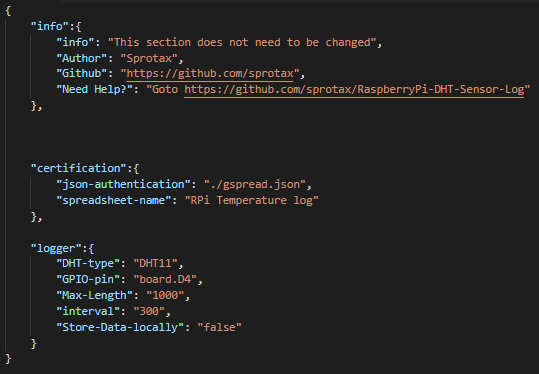 {
"info":{
"info": "This section does not need to be changed",
"Author": "Sprotax",
"Github": "https://github.com/sprotax",
"Need Help?": "Goto https://github.com/sprotax/RaspberryPi-DHT-Sensor-Log"
},
"certification":{
"json-authentication": "./gspread.json",
"spreadsheet-name": "RPi Temperature log"
},
"logger":{
"DHT-type": "DHT11",
"GPIO-pin": "board.D4",
"Max-Length": "1000",
"interval": "300",
"Store-Data-locally": "false"
}
}